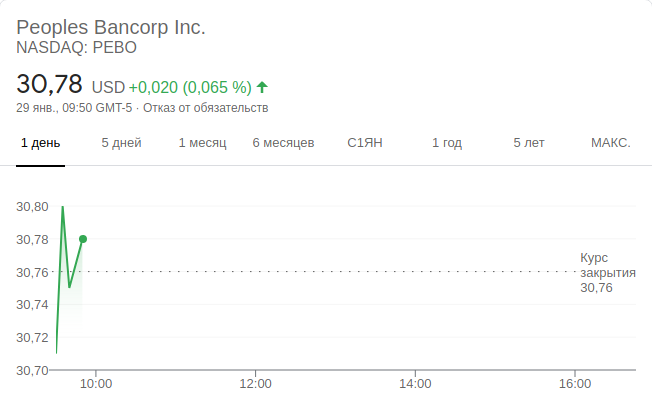 Peoples Bancorp Inc.
NASDAQ: PEBO
30,78 USD +0,020 (0,065 %)
29 янв., 09:50 GMT-5 · Отказ от обязательств
1 день 5 дней 1 месяц 6 месяцев С1ЯН 1 год 5 лет МАКС.
30,80
30,78
30,76
30,74
30,72
30,70
Курс
закрытия
30,76
10:00 12:00 14:00 16:00